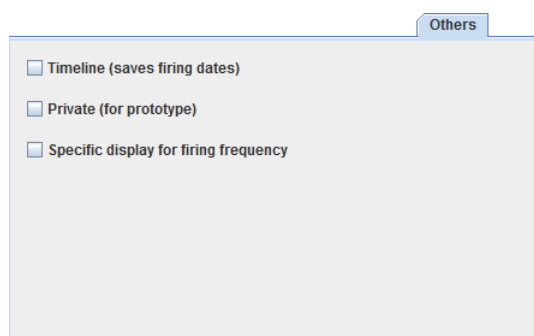 Others
Timeline (saves firing dates)
Private (for prototype)
Specific display for firing frequency